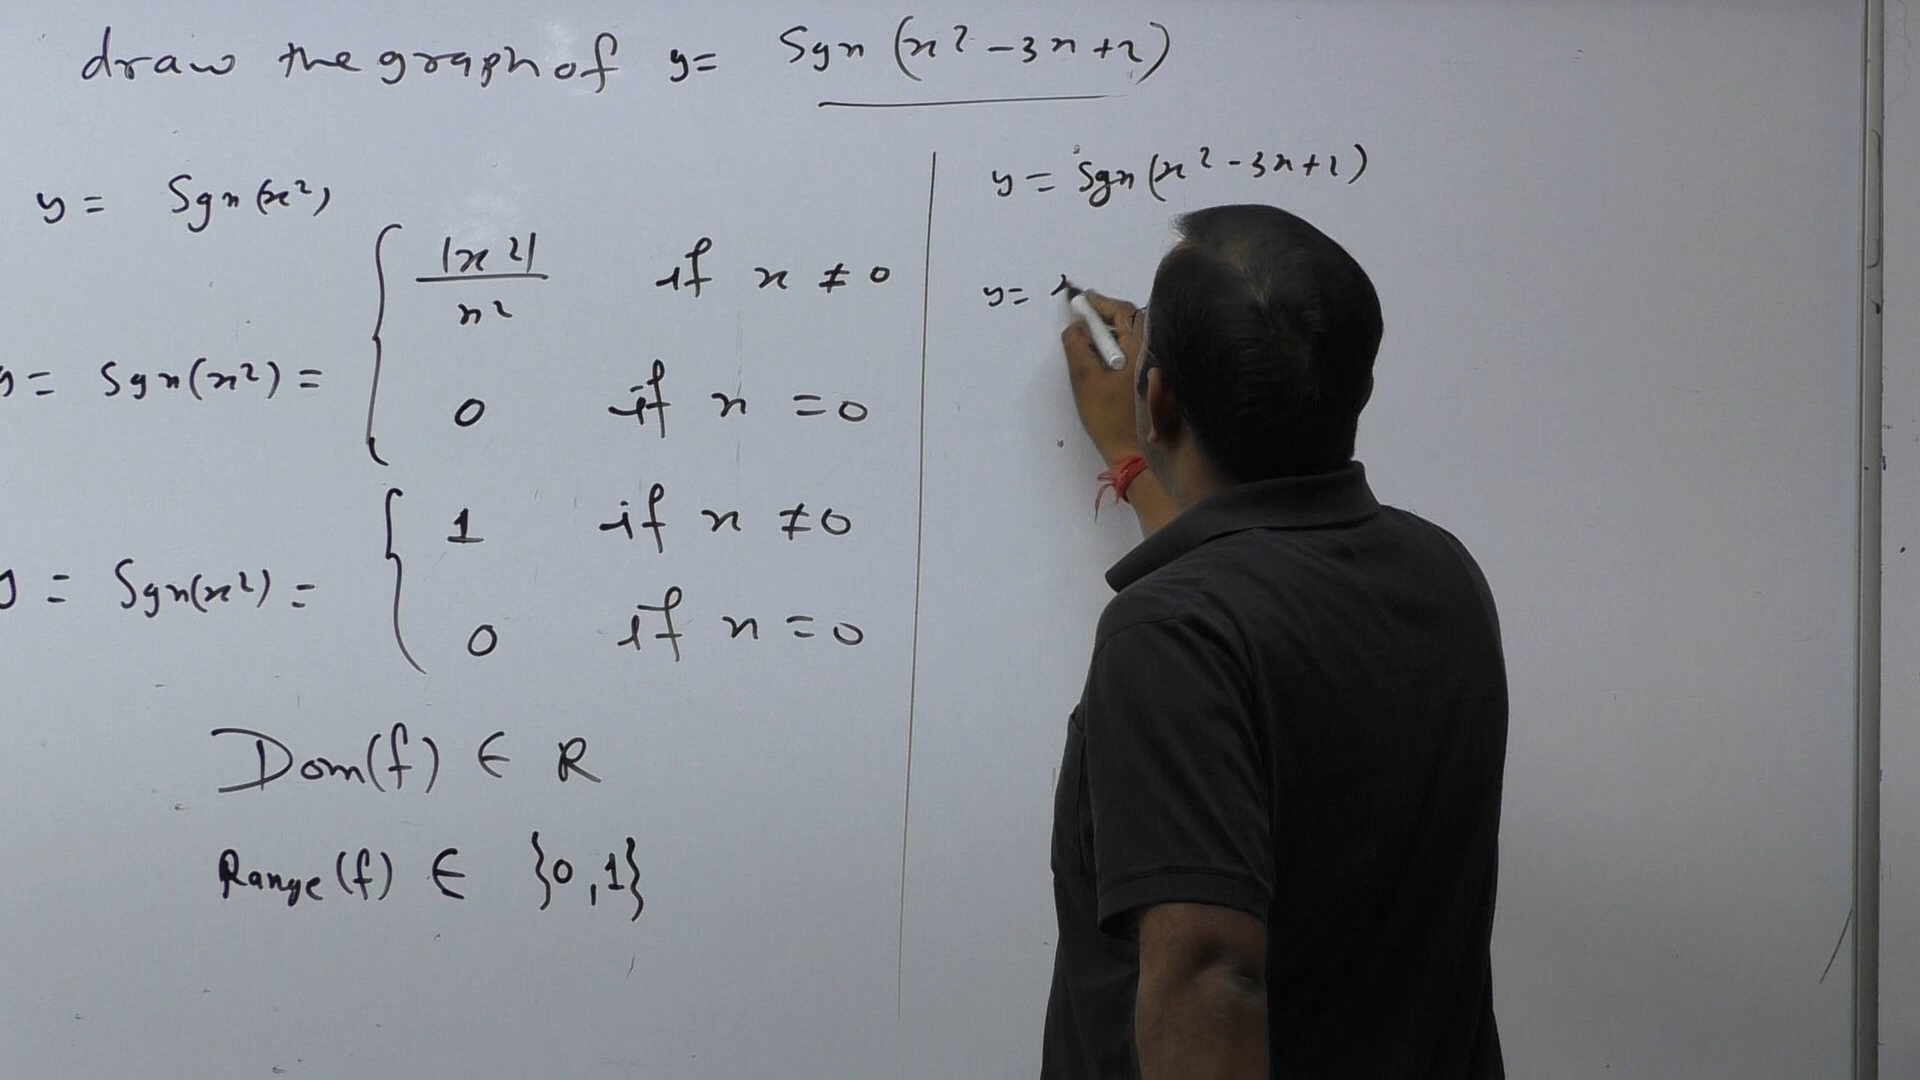 draw the graph of y = Sgn (x² - 3x + 2)
y = Sgn (x²)
|x²|
x²
if x ≠ 0
y = Sgn(x²) =
0 if x = 0
1 if x ≠ 0
y = Sgn(x²) =
0 if x = 0
Dom(f) ∈ R
Range(f) ∈ {0,1}
y = Sgn (x² - 3x + 2)
y =